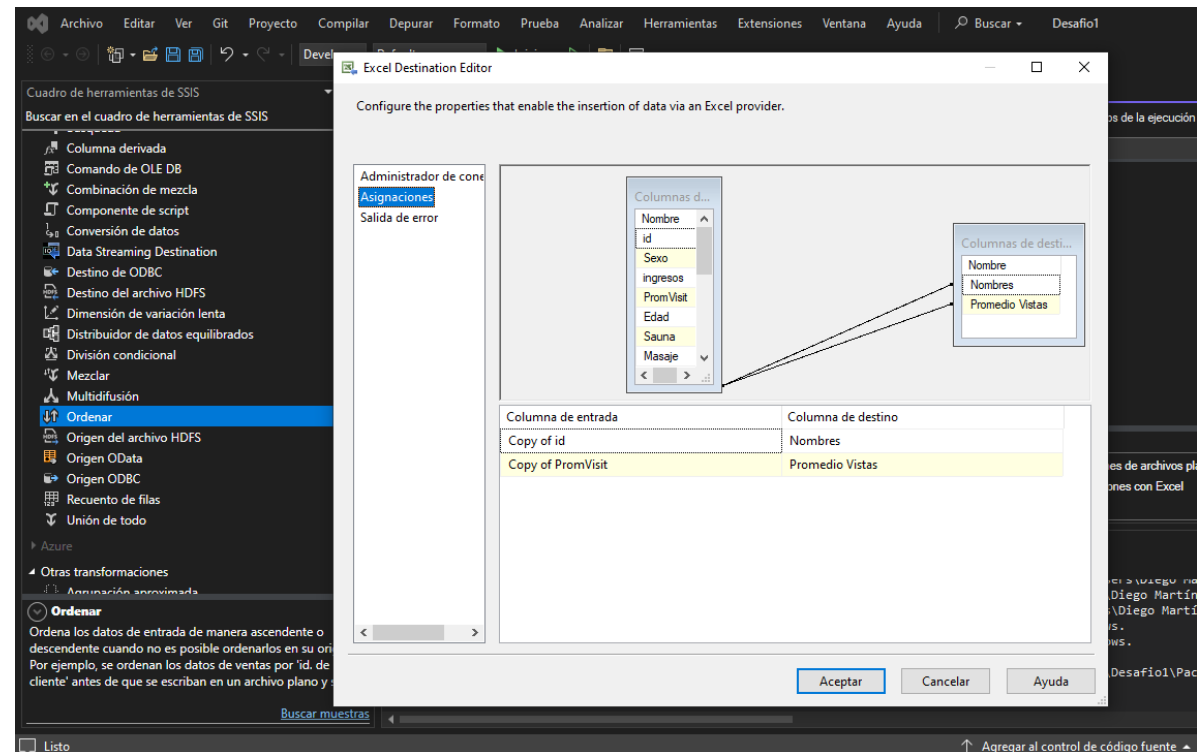 Archivo Editar Ver Git Proyecto Compilar Depurar Formato Prueba Analizar Herramientas Extensiones Ventana Ayuda Buscar Desafio1
Cuadro de herramientas de SSIS
Buscar en el cuadro de herramientas de SSIS
Columna derivada
Comando de OLE DB
Combinación de mezcla
Componente de script
Conversión de datos
Data Streaming Destination
Destino de ODBC
Destino del archivo HDFS
Dimensión de variación lenta
Distribuidor de datos equilibrados
División condicional
Mezclar
Multidifusión
Ordenar
Origen del archivo HDFS
Origen OData
Origen ODBC
Recuento de filas
Unión de todo
Azure
Otras transformaciones
Agrupación aproximada
Ordenar
Ordena los datos de entrada de manera ascendente o
descendente cuando no es posible ordenarlos en su ori
Por ejemplo, se ordenan los datos de ventas por 'id. de
cliente' antes de que se escriban en un archivo plano y
Buscar muestras
Listo
Excel Destination Editor
Configure the properties that enable the insertion of data via an Excel provider.
Administrador de cone
Asignaciones
Salida de error
Columnas d...
Nombre
id
Sexo
ingresos
PromVisit
Edad
Sauna
Masaje
Columnas de desti...
Nombre
Nombres
Promedio Vistas
Columna de entrada Columna de destino
Copy of id Nombres
Copy of PromVisit Promedio Vistas
Aceptar Cancelar Ayuda
os de la ejecución
es de archivos pl
ones con Excel
Diego Martín
\Diego Martí
\Desafio1\Pac
Agregar al control de código fuente